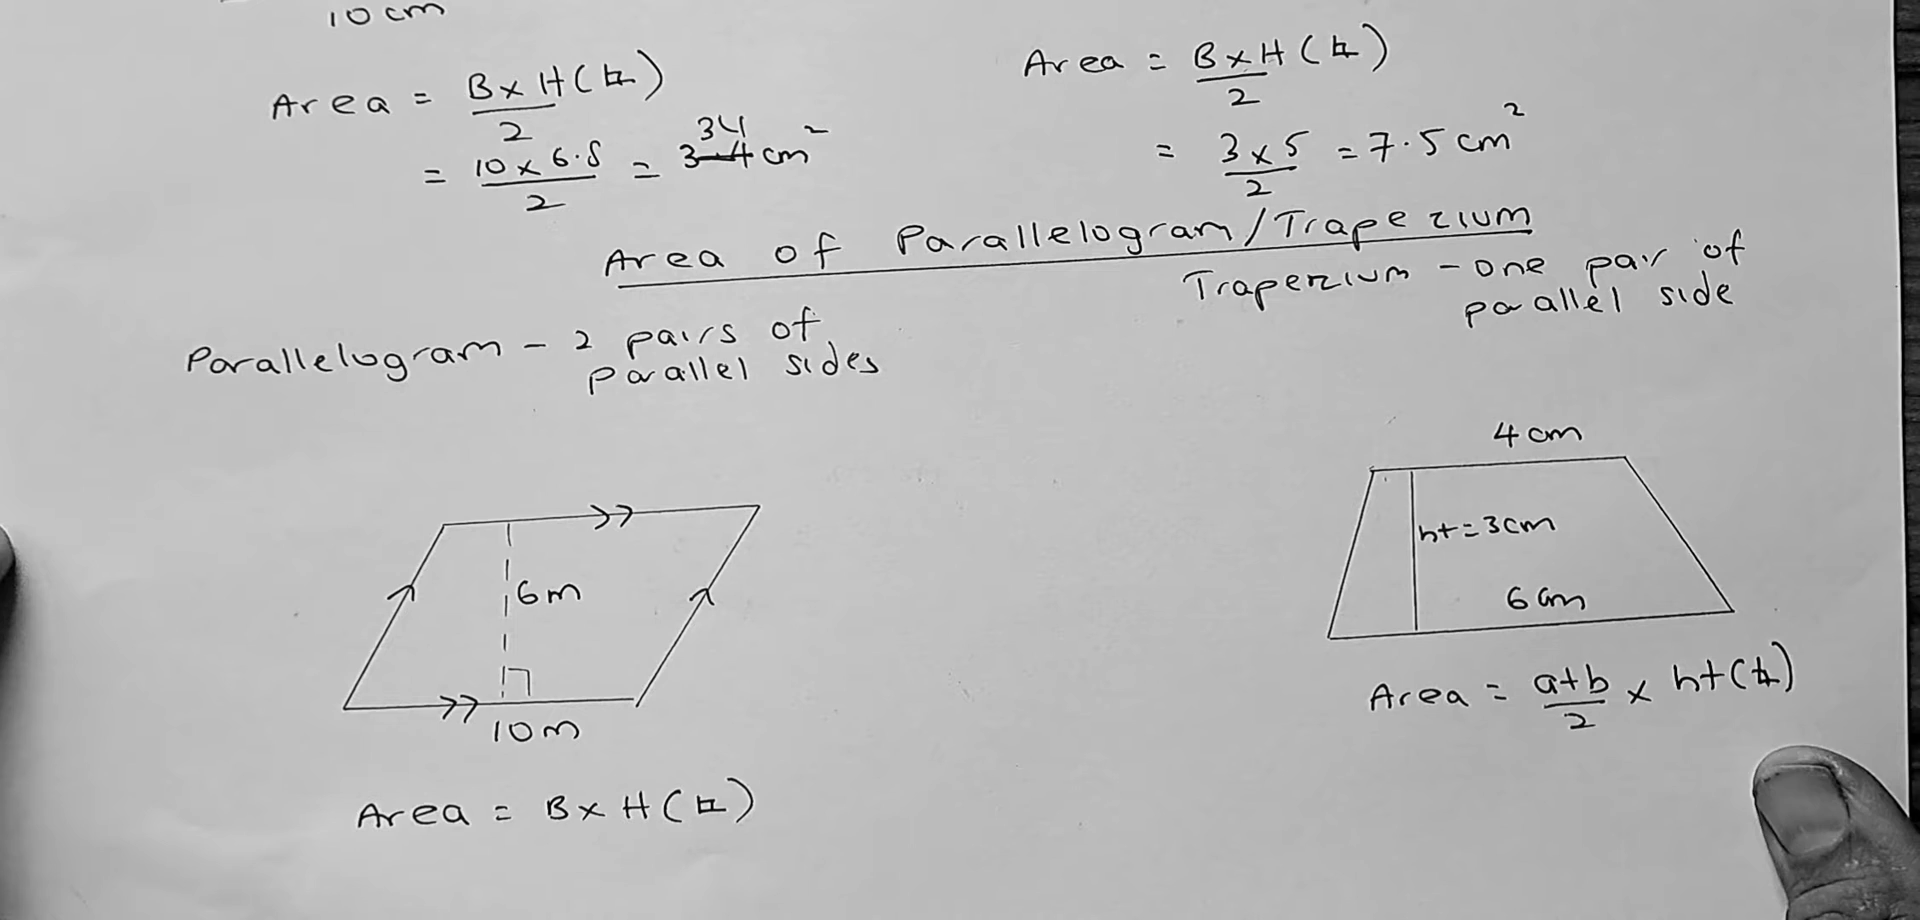 10 cm
Area = B x H (⊾)
2
= 10 x 6.8 = 3.4 cm²
34
2
Area = B x H (⊾)
2
= 3 x 5 = 7.5 cm²
2
Area of Parallelogram/Trapezium
Parallelogram - 2 pairs of
parallel sides
Trapezium - one pair of
parallel side
6m
10m
Area = B x H (⊾)
4 cm
ht = 3cm
6 cm
Area = a+b x ht (⊾)
2